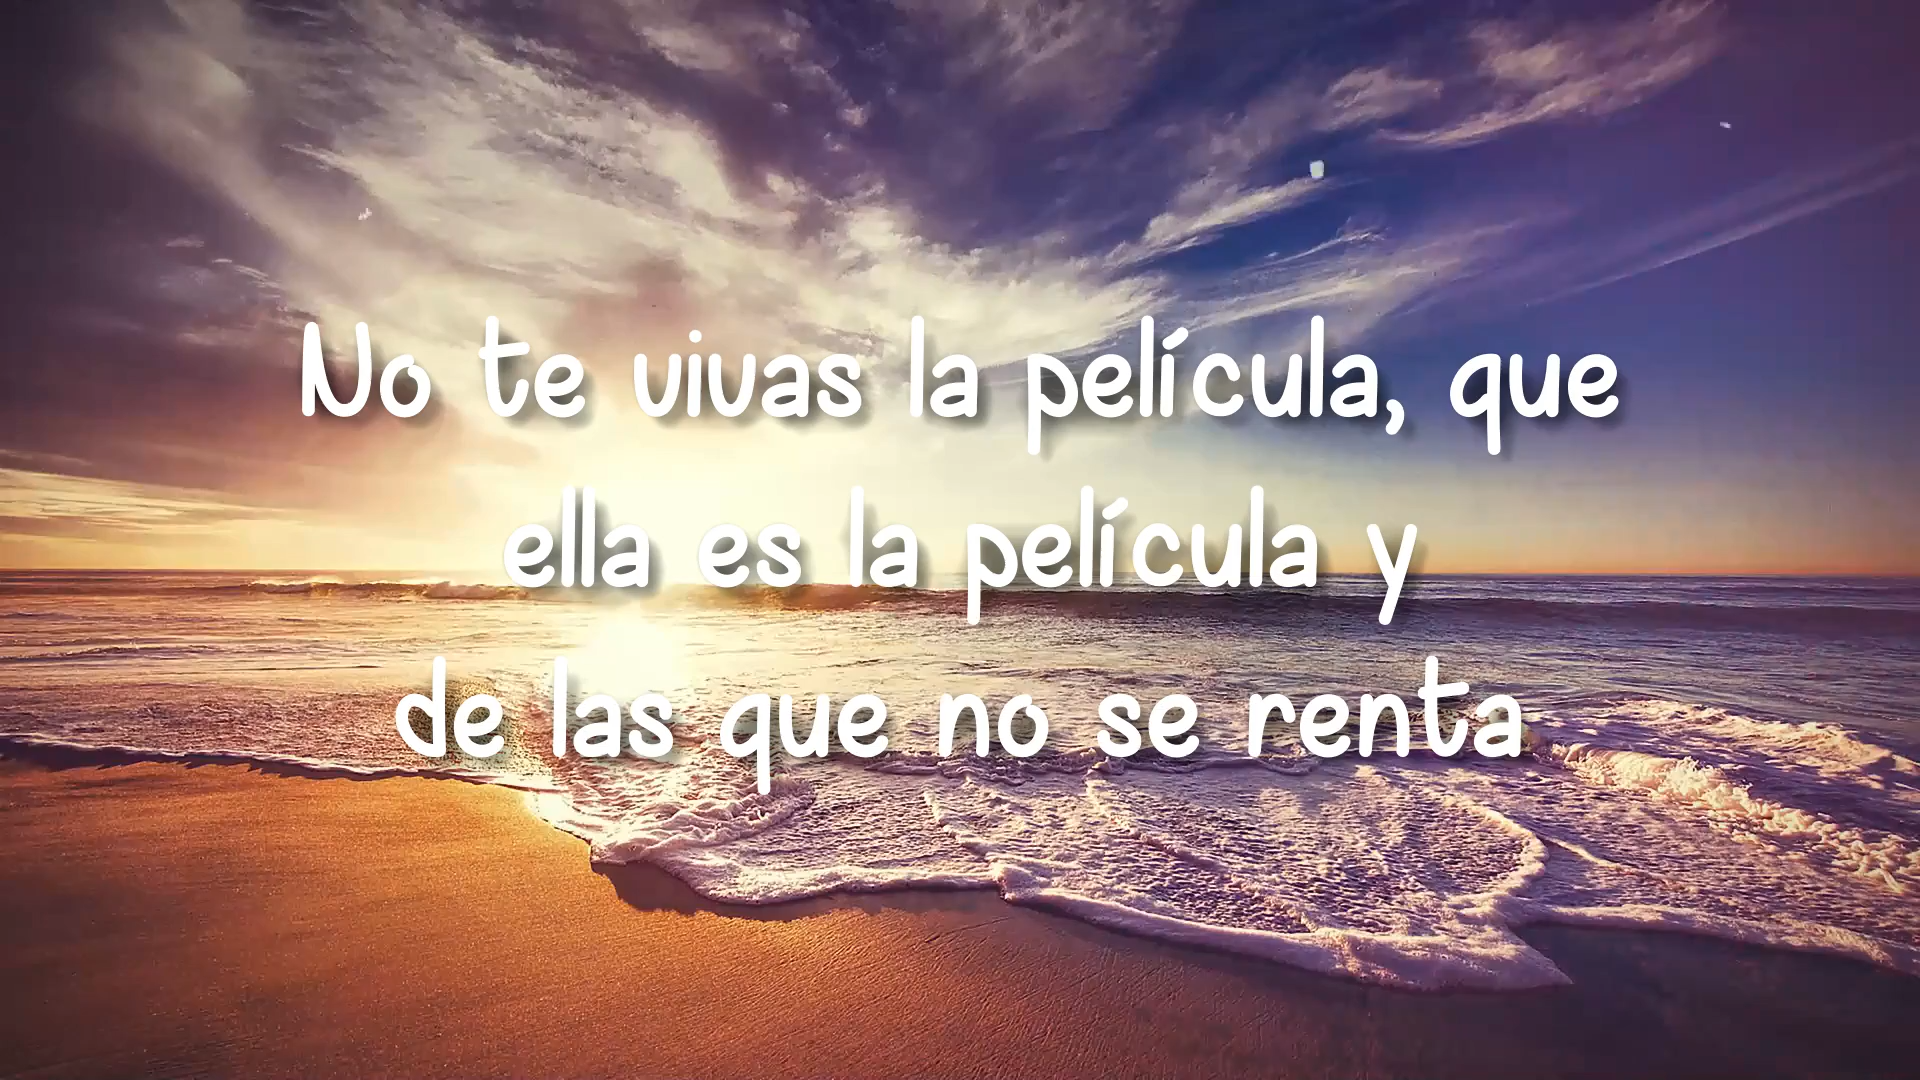 No te vivas la película, que
ella es la película y
de las que no se renta